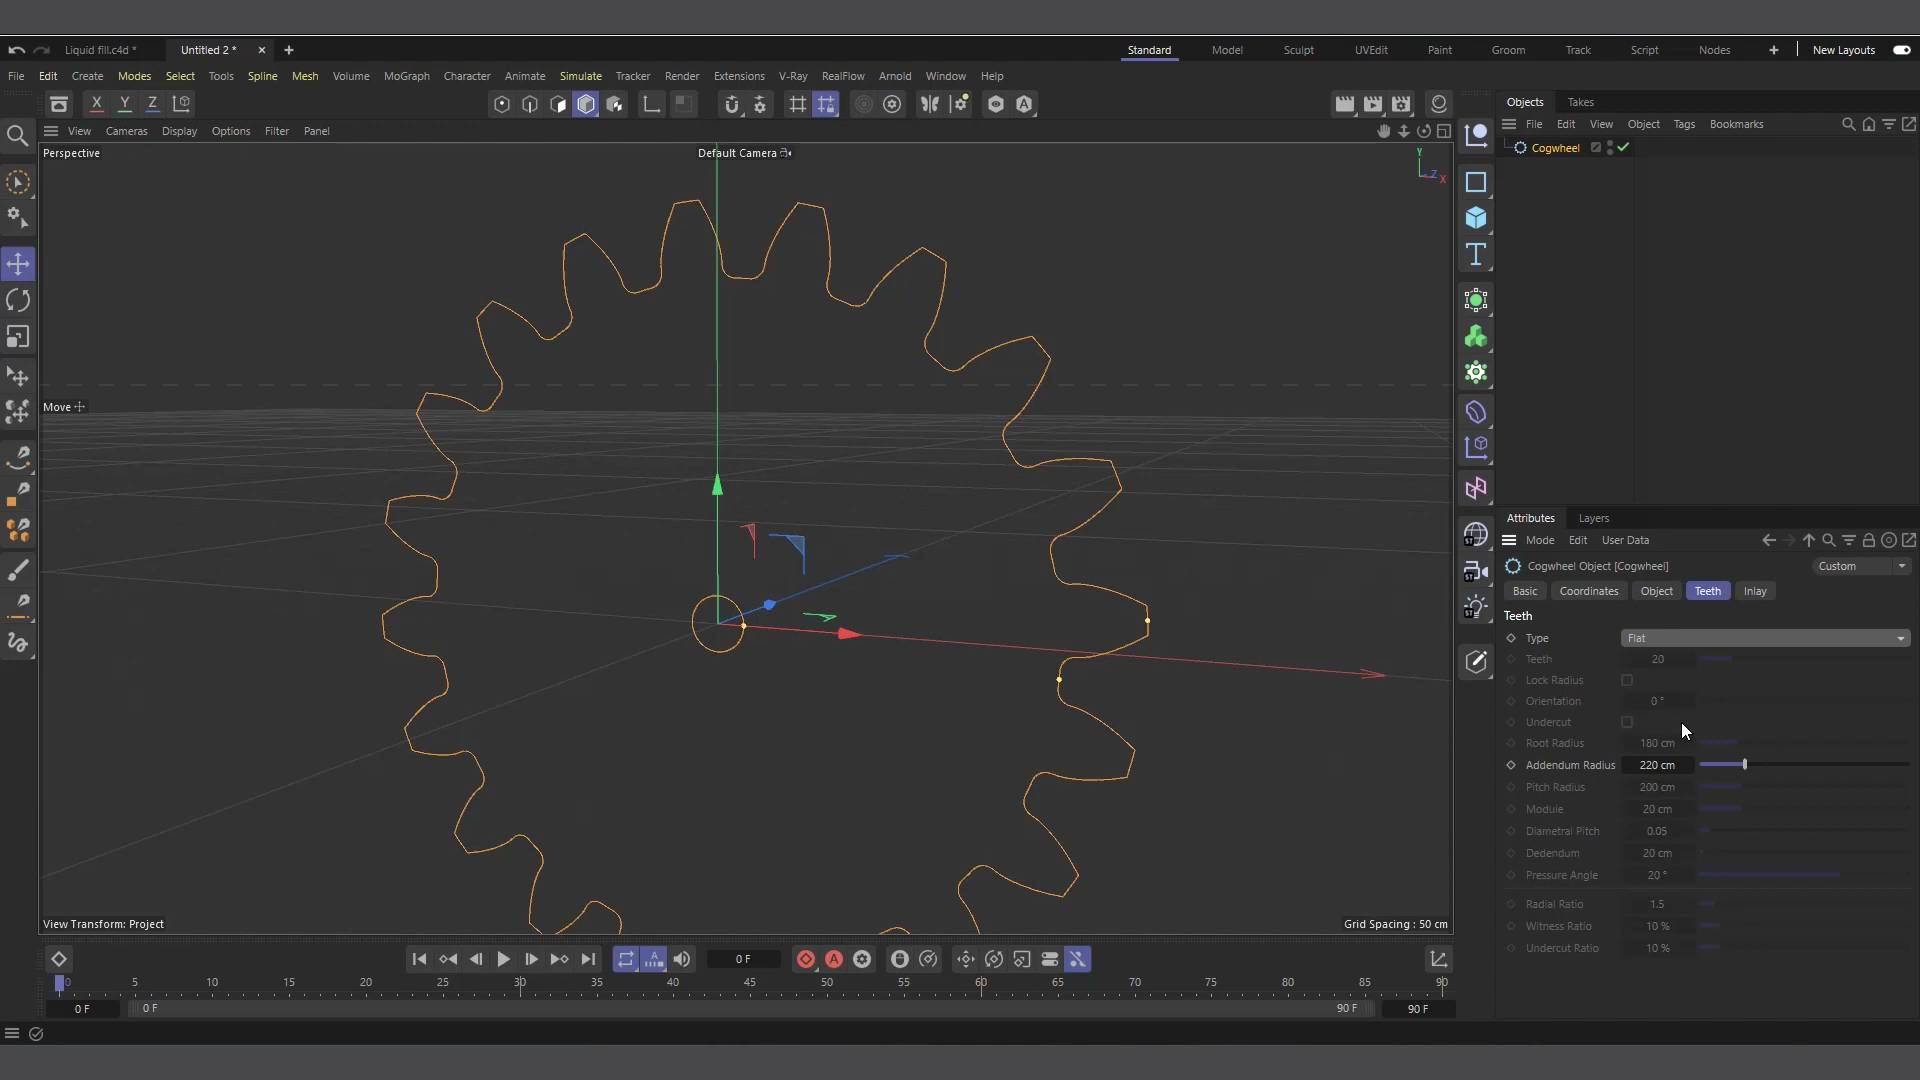 Liquid fill.c4d *
Untitled 2 *
Standard
Model
Sculpt
UVEdit
Paint
Groom
Track
Script
Nodes
New Layouts
File Edit Create Modes Select Tools Spline Mesh Volume MoGraph Character Animate Simulate Tracker Render Extensions V-Ray RealFlow Arnold Window Help
X Y Z
Objects Takes
View Cameras Display Options Filter Panel
File Edit View Object Tags Bookmarks
Perspective
Default Camera
Y
Z X
Cogwheel
Move
Attributes Layers
Mode Edit User Data
Cogwheel Object [Cogwheel]
Custom
Basic Coordinates Object Teeth Inlay
Teeth
Type Flat
Teeth 20
Lock Radius
Orientation 0 °
Undercut
Root Radius 180 cm
Addendum Radius 220 cm
Pitch Radius 200 cm
Module 20 cm
Diametral Pitch 0.05
Dedendum 20 cm
Pressure Angle 20 °
Radial Ratio 1.5
Witness Ratio 10 %
Undercut Ratio 10 %
View Transform: Project
Grid Spacing : 50 cm
0 F
0 5 10 15 20 25 30 35 40 45 50 55 60 65 70 75 80 85 90
0 F 0 F 90 F 90 F